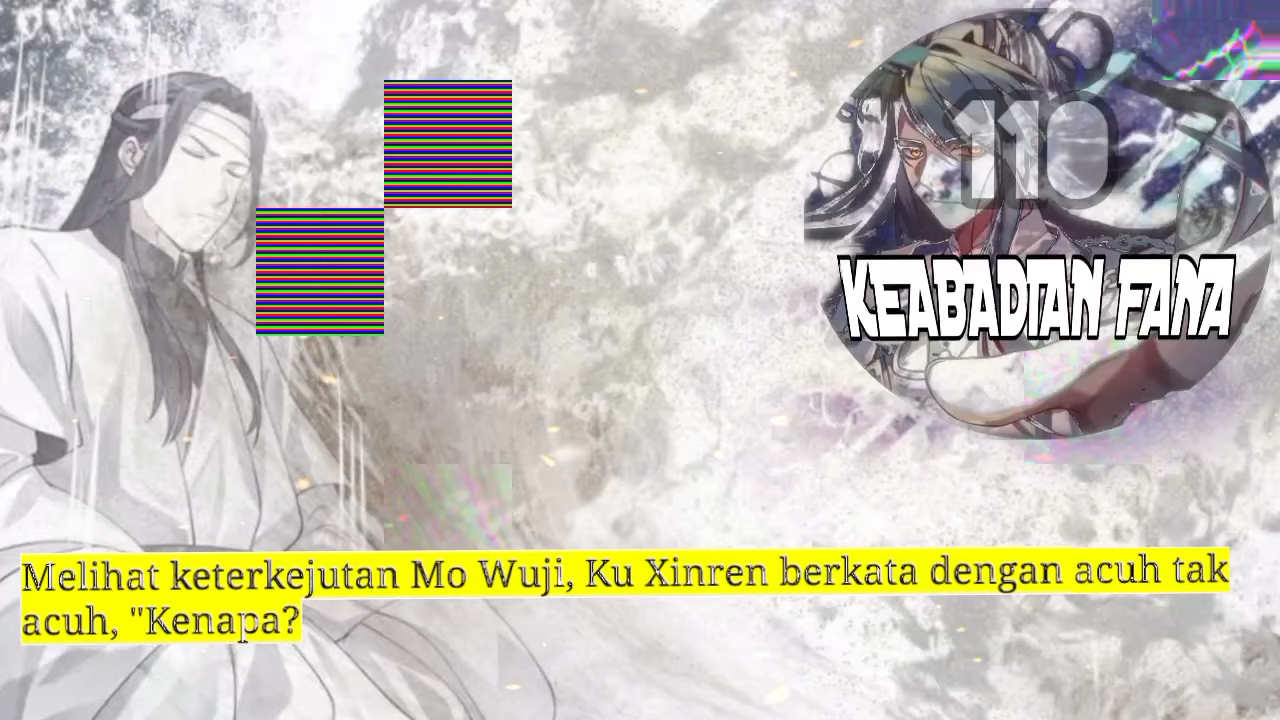 110
KEABADIAN FANA
Melihat keterkejutan Mo Wuji, Ku Xinren berkata dengan acuh tak
acuh, "Kenapa?